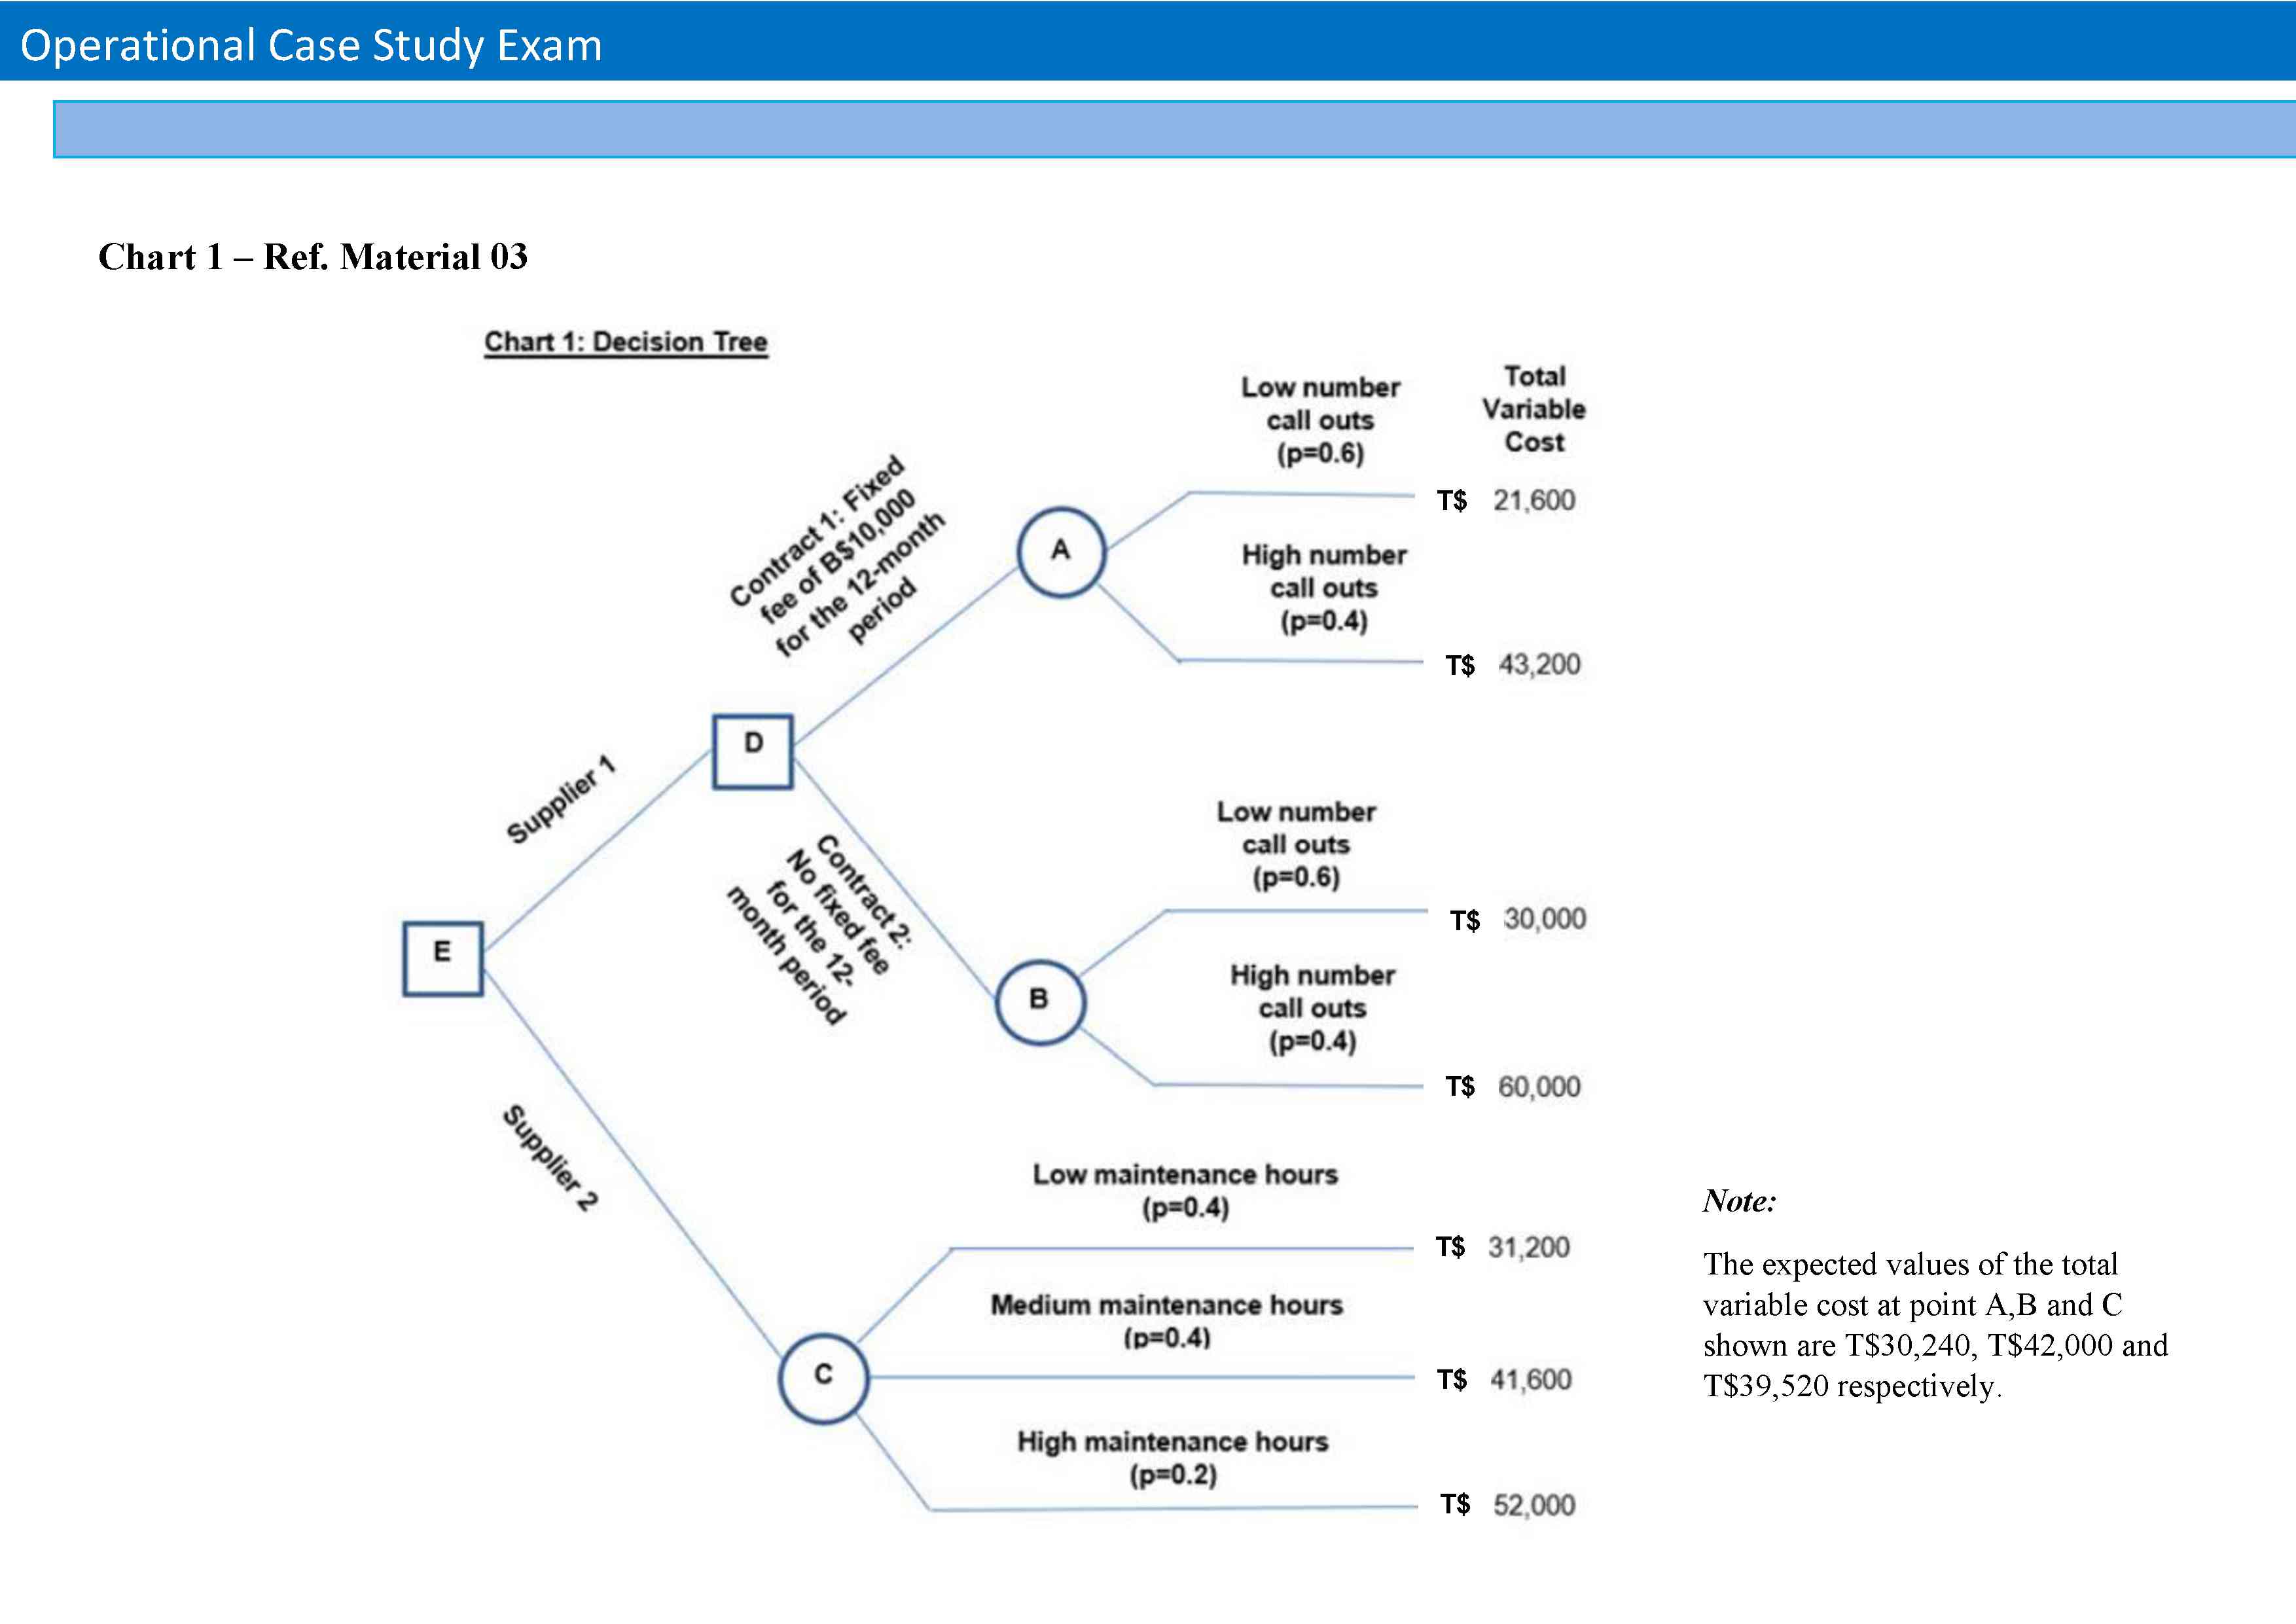 Operational Case Study Exam
Chart 1 – Ref. Material 03
Chart 1: Decision Tree
Total
Variable
Cost
Low number
call outs
(p=0.6)
T$ 21,600
Contract 1: Fixed
fee of B$10,000
for the 12-month
period
A
High number
call outs
(p=0.4)
T$ 43,200
D
Supplier 1
Low number
call outs
(p=0.6)
T$ 30,000
Contract 2:
No fixed fee
for the 12-
month period
E
B
High number
call outs
(p=0.4)
T$ 60,000
Supplier 2
Low maintenance hours
(p=0.4)
T$ 31,200
Medium maintenance hours
(p=0.4)
T$ 41,600
C
High maintenance hours
(p=0.2)
T$ 52,000
Note:
The expected values of the total
variable cost at point A,B and C
shown are T$30,240, T$42,000 and
T$39,520 respectively.